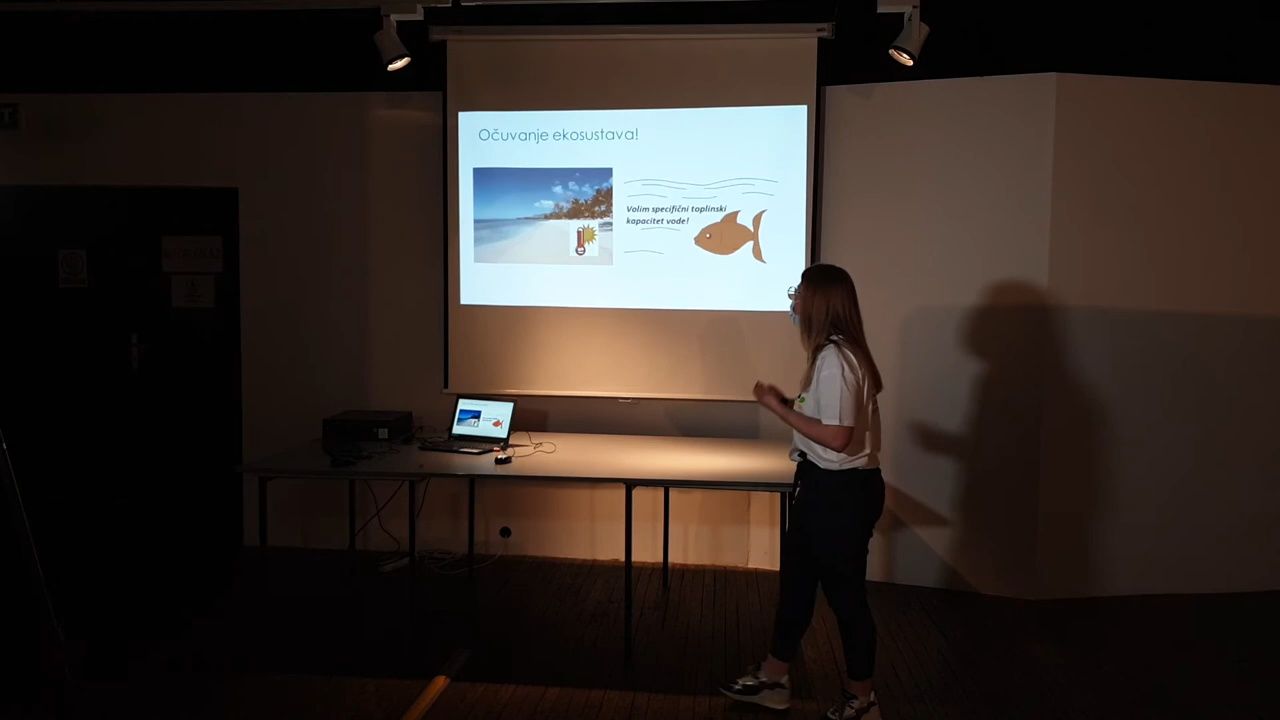 Očuvanje ekosustava!
Volim specifični toplinski
kapacitet vode!